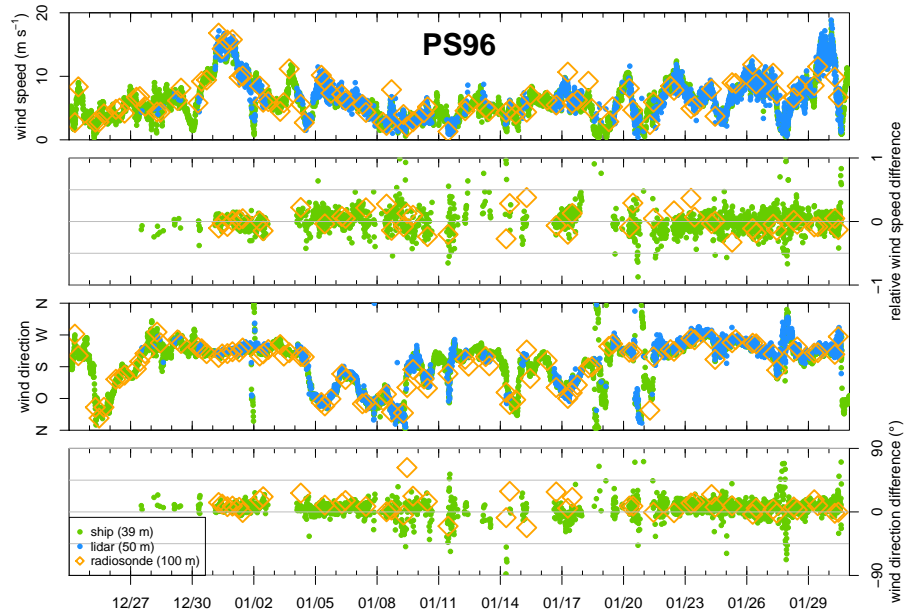 PS96
wind speed (m s⁻¹)
20
10
0
relative wind speed difference
1
0
−1
wind direction
N
W
S
O
N
wind direction difference (°)
90
0
−90
ship (39 m)
lidar (50 m)
radiosonde (100 m)
12/27 12/30 01/02 01/05 01/08 01/11 01/14 01/17 01/20 01/23 01/26 01/29